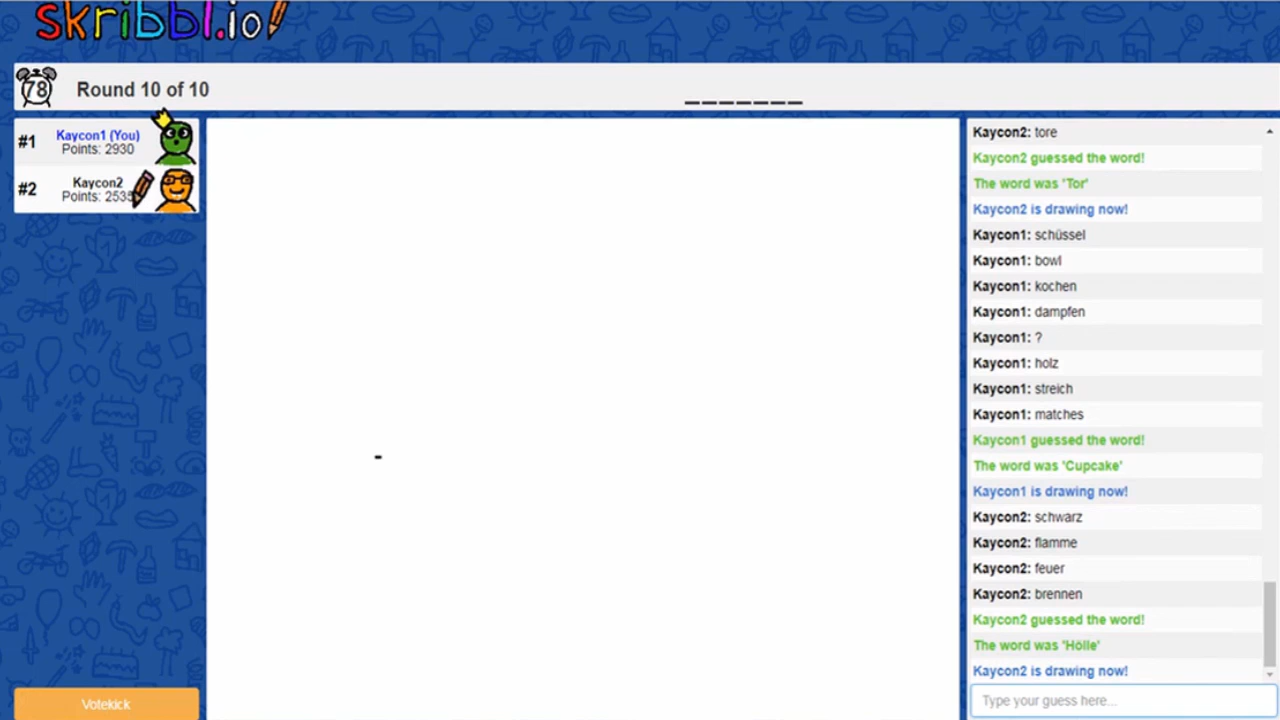 skribbl.io
78
Round 10 of 10
_______
#1
Kaycon1 (You)
Points: 2930
#2
Kaycon2
Points: 2535
Kaycon2: tore
Kaycon2 guessed the word!
The word was 'Tor'
Kaycon2 is drawing now!
Kaycon1: schüssel
Kaycon1: bowl
Kaycon1: kochen
Kaycon1: dampfen
Kaycon1: ?
Kaycon1: holz
Kaycon1: streich
Kaycon1: matches
Kaycon1 guessed the word!
The word was 'Cupcake'
Kaycon1 is drawing now!
Kaycon2: schwarz
Kaycon2: flamme
Kaycon2: feuer
Kaycon2: brennen
Kaycon2 guessed the word!
The word was 'Hölle'
Kaycon2 is drawing now!
Type your guess here...
Votekick